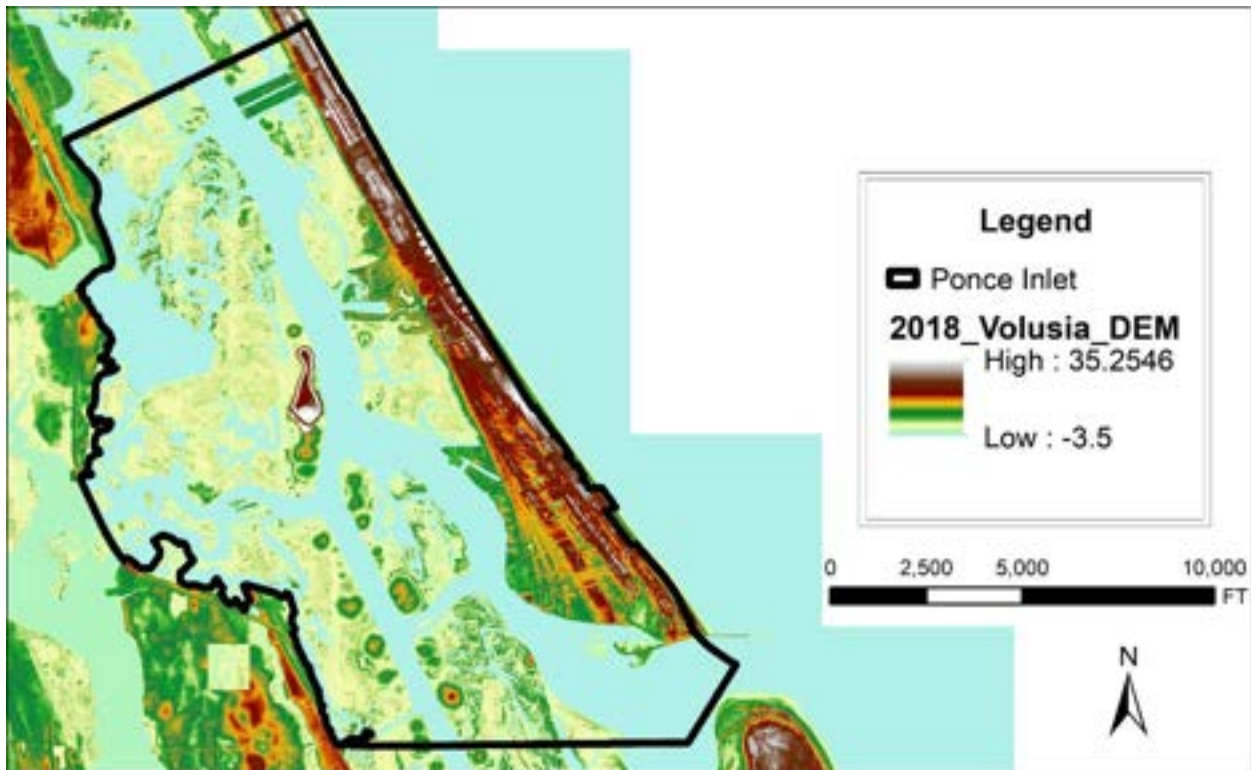 Legend
Ponce Inlet
2018_Volusia_DEM
High : 35.2546
Low : -3.5
0 2,500 5,000 10,000
FT
N